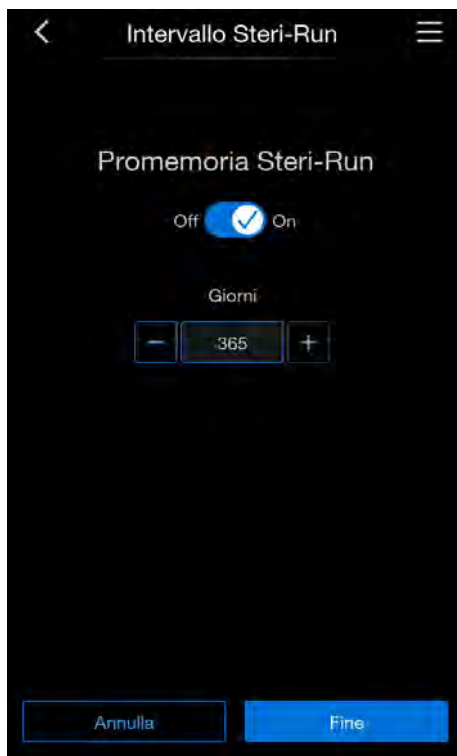 Intervallo Steri-Run
Promemoria Steri-Run
Off On
Giorni
− 365 +
Annulla Fine